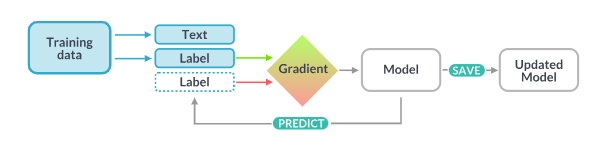 Training
data
Text
Label
Label
Gradient
Model
SAVE
Updated
Model
PREDICT